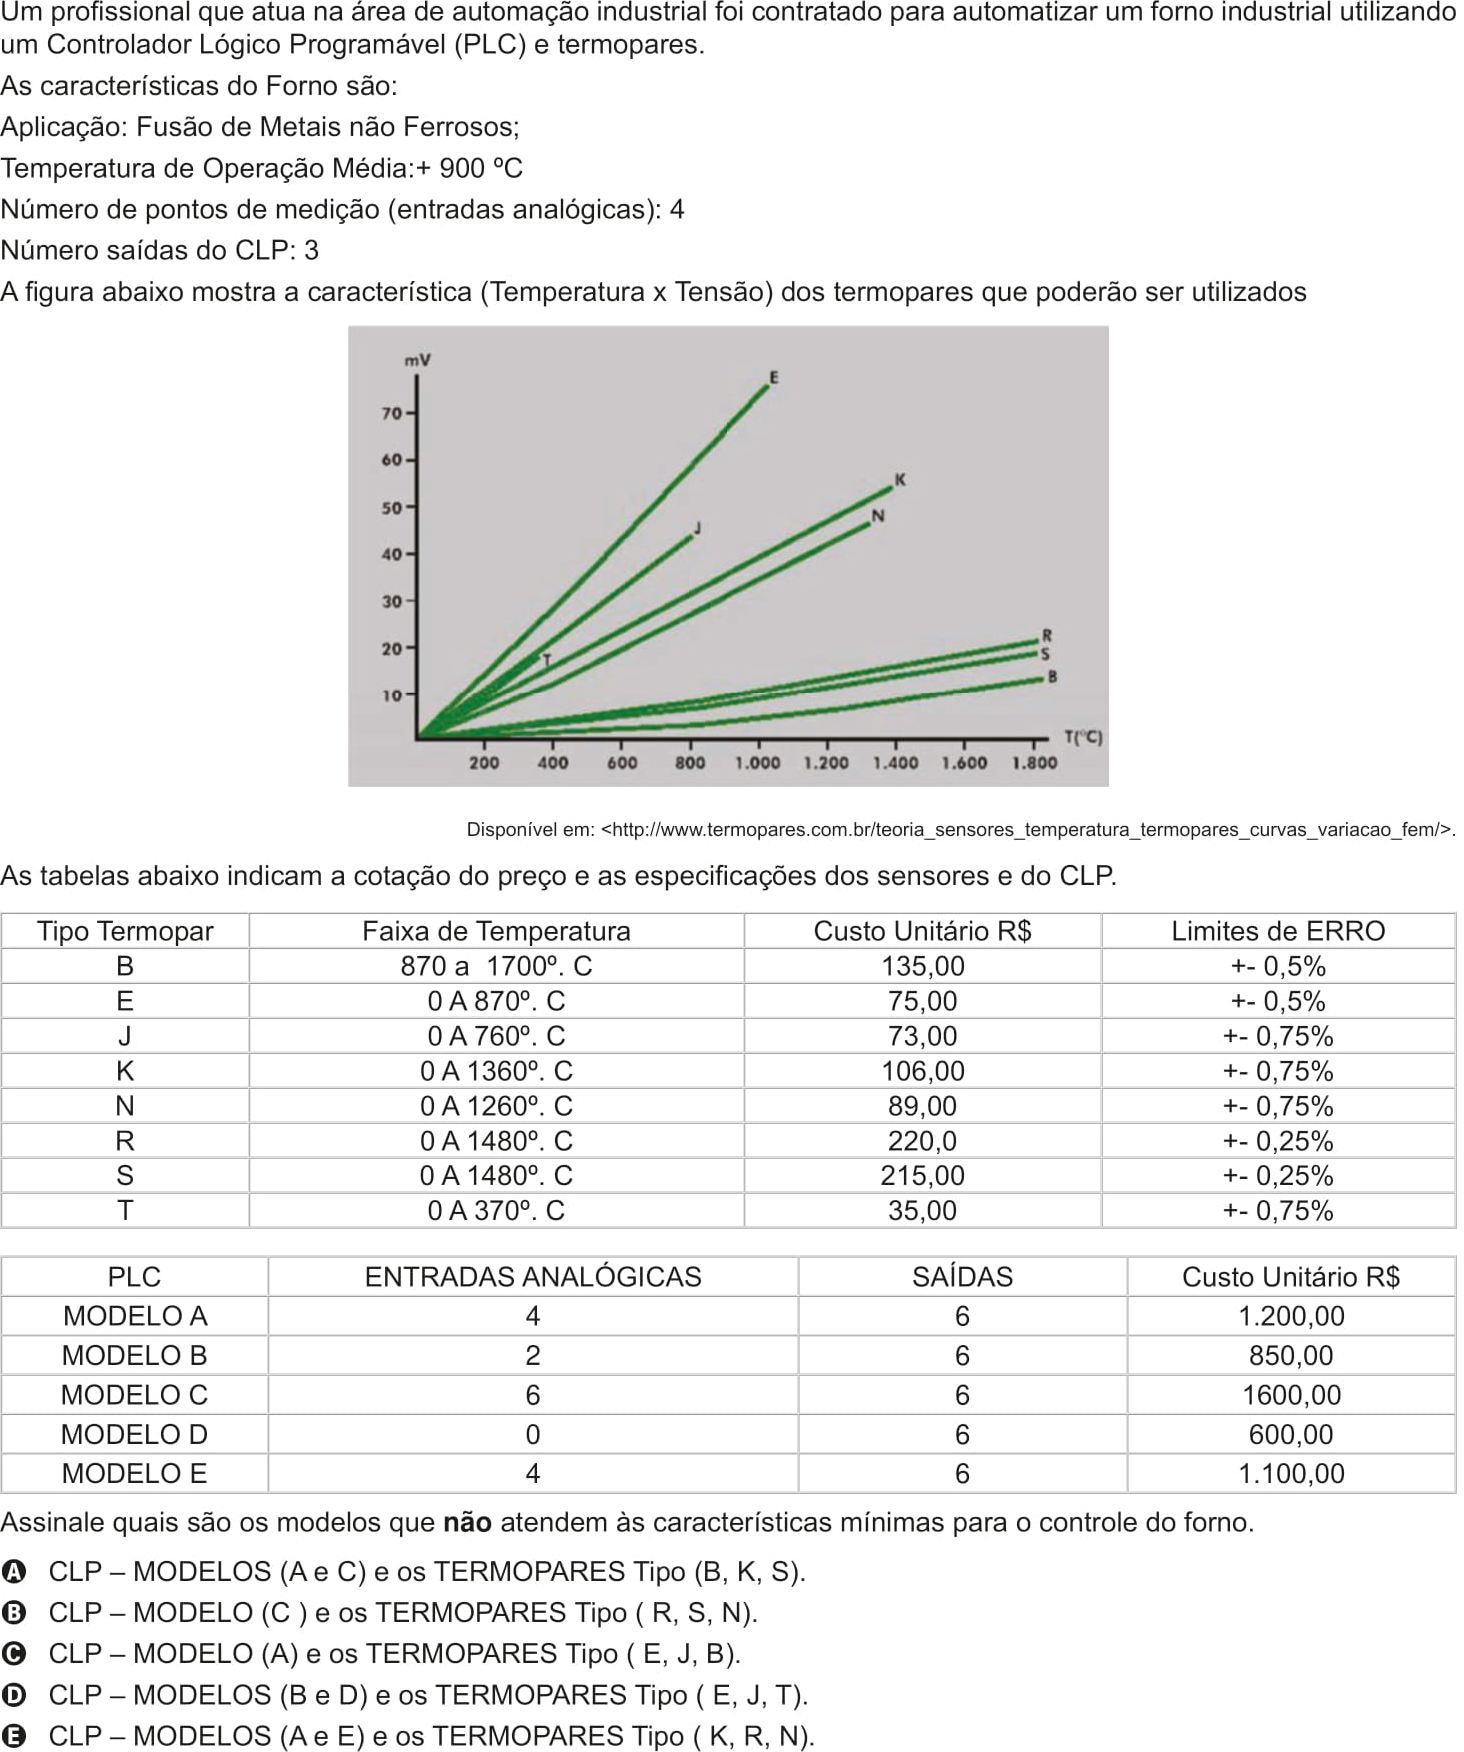 Um profissional que atua na área de automação industrial foi contratado para automatizar um forno industrial utilizando
um Controlador Lógico Programável (PLC) e termopares.
As características do Forno são:
Aplicação: Fusão de Metais não Ferrosos;
Temperatura de Operação Média:+ 900 ºC
Número de pontos de medição (entradas analógicas): 4
Número saídas do CLP: 3
A figura abaixo mostra a característica (Temperatura x Tensão) dos termopares que poderão ser utilizados
mV
E
70
60
K
50
N
J
40
30
R
20
T
S
B
10
T(°C)
200 400 600 800 1.000 1.200 1.400 1.600 1.800
Disponível em: <http://www.termopares.com.br/teoria_sensores_temperatura_termopares_curvas_variacao_fem/>.
As tabelas abaixo indicam a cotação do preço e as especificações dos sensores e do CLP.
Tipo Termopar Faixa de Temperatura Custo Unitário R$ Limites de ERRO
B 870 a 1700º. C 135,00 +- 0,5%
E 0 A 870º. C 75,00 +- 0,5%
J 0 A 760º. C 73,00 +- 0,75%
K 0 A 1360º. C 106,00 +- 0,75%
N 0 A 1260º. C 89,00 +- 0,75%
R 0 A 1480º. C 220,0 +- 0,25%
S 0 A 1480º. C 215,00 +- 0,25%
T 0 A 370º. C 35,00 +- 0,75%
PLC ENTRADAS ANALÓGICAS SAÍDAS Custo Unitário R$
MODELO A 4 6 1.200,00
MODELO B 2 6 850,00
MODELO C 6 6 1600,00
MODELO D 0 6 600,00
MODELO E 4 6 1.100,00
Assinale quais são os modelos que não atendem às características mínimas para o controle do forno.
A CLP – MODELOS (A e C) e os TERMOPARES Tipo (B, K, S).
B CLP – MODELO (C ) e os TERMOPARES Tipo ( R, S, N).
C CLP – MODELO (A) e os TERMOPARES Tipo ( E, J, B).
D CLP – MODELOS (B e D) e os TERMOPARES Tipo ( E, J, T).
E CLP – MODELOS (A e E) e os TERMOPARES Tipo ( K, R, N).